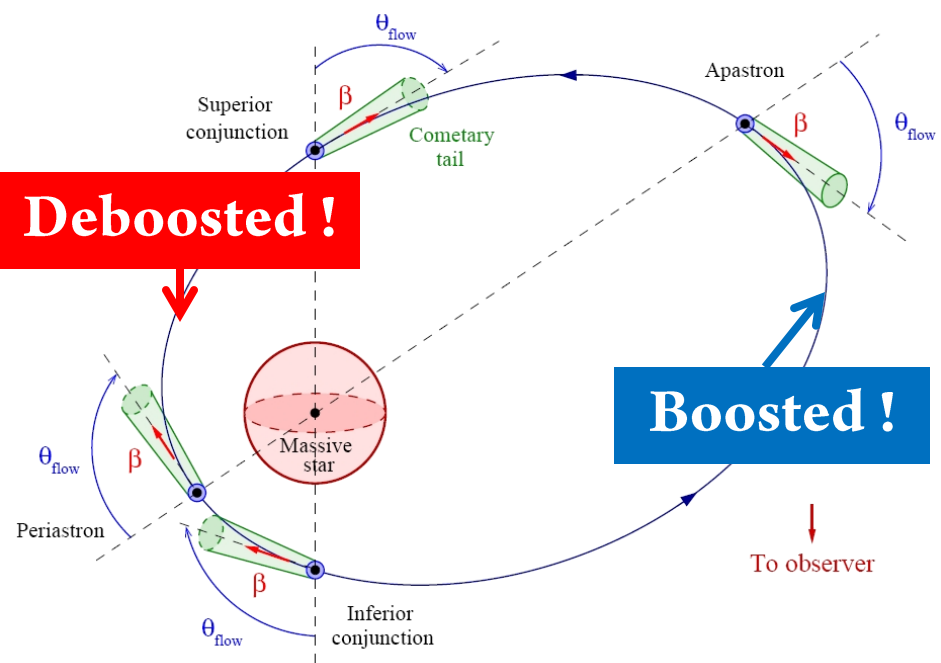 θflow
Apastron
Superior
conjunction
β
Cometary
tail
β
θflow
Deboosted !
Boosted !
Massive
star
θflow
β
Periastron
β
θflow
Inferior
conjunction
To observer